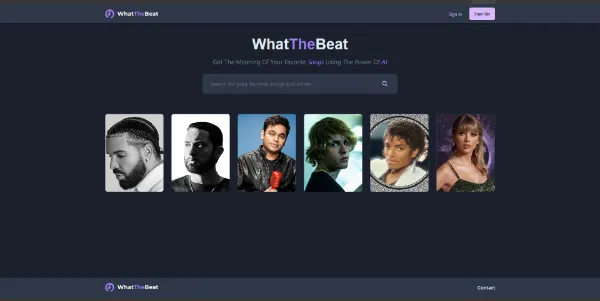 WhatTheBeat
Sign In
Sign Up
WhatTheBeat
Get The Meaning Of Your Favorite Songs Using The Power Of AI
Search for your favorite songs and artists
WhatTheBeat
Contact